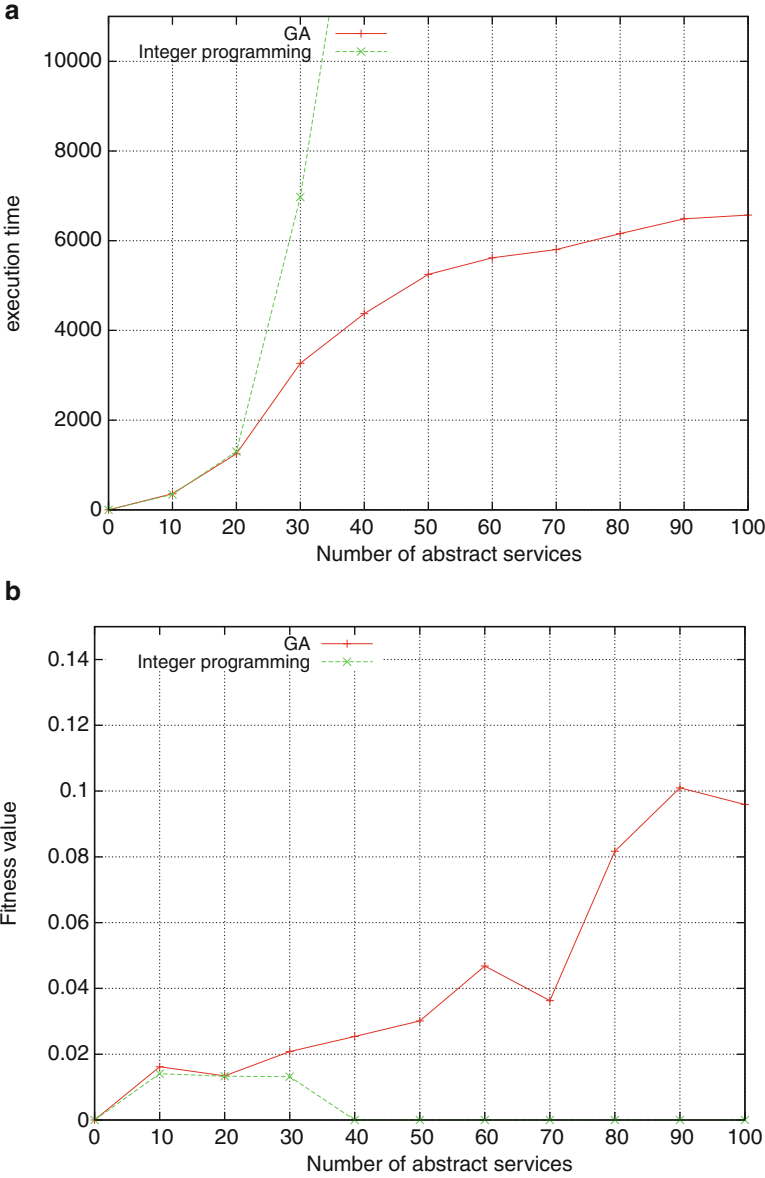 a
GA
Integer programming
10000
8000
6000
4000
2000
0
execution time
0 10 20 30 40 50 60 70 80 90 100
Number of abstract services
b
GA
Integer programming
0.14
0.12
0.1
0.08
0.06
0.04
0.02
0
Fitness value
0 10 20 30 40 50 60 70 80 90 100
Number of abstract services